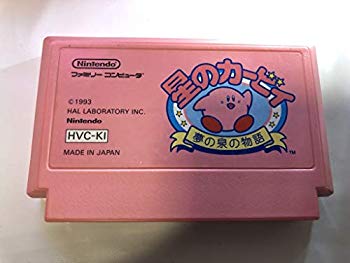 Nintendo
ファミリー コンピュータ
©1993
HAL LABORATORY INC.
Nintendo
HVC-KI
MADE IN JAPAN
星のカービィ
夢の泉の物語
TM